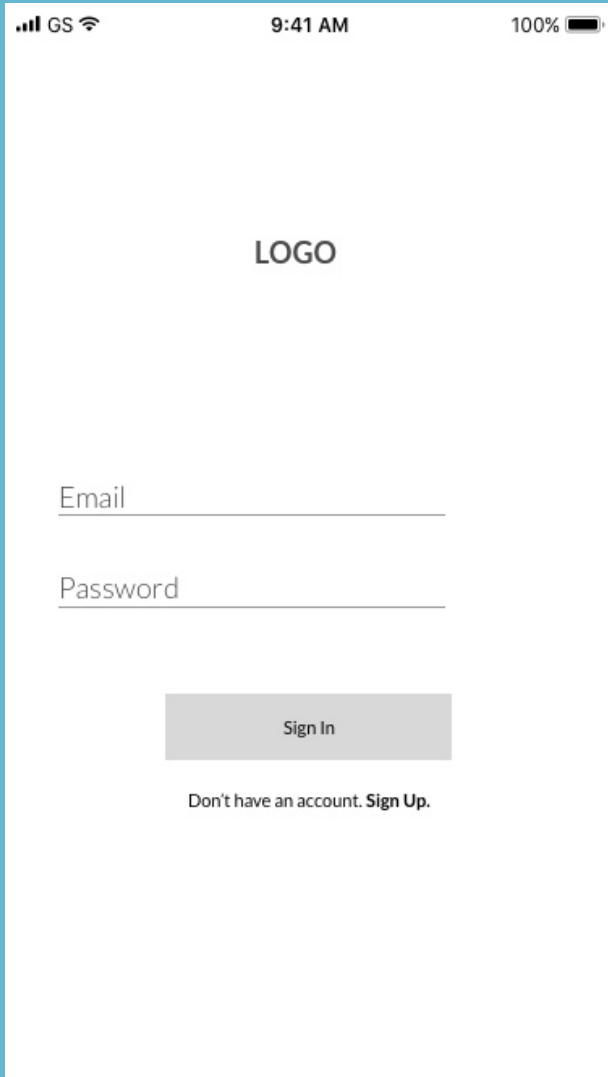 GS 9:41 AM 100%
LOGO
Email
Password
Sign In
Don't have an account. Sign Up.